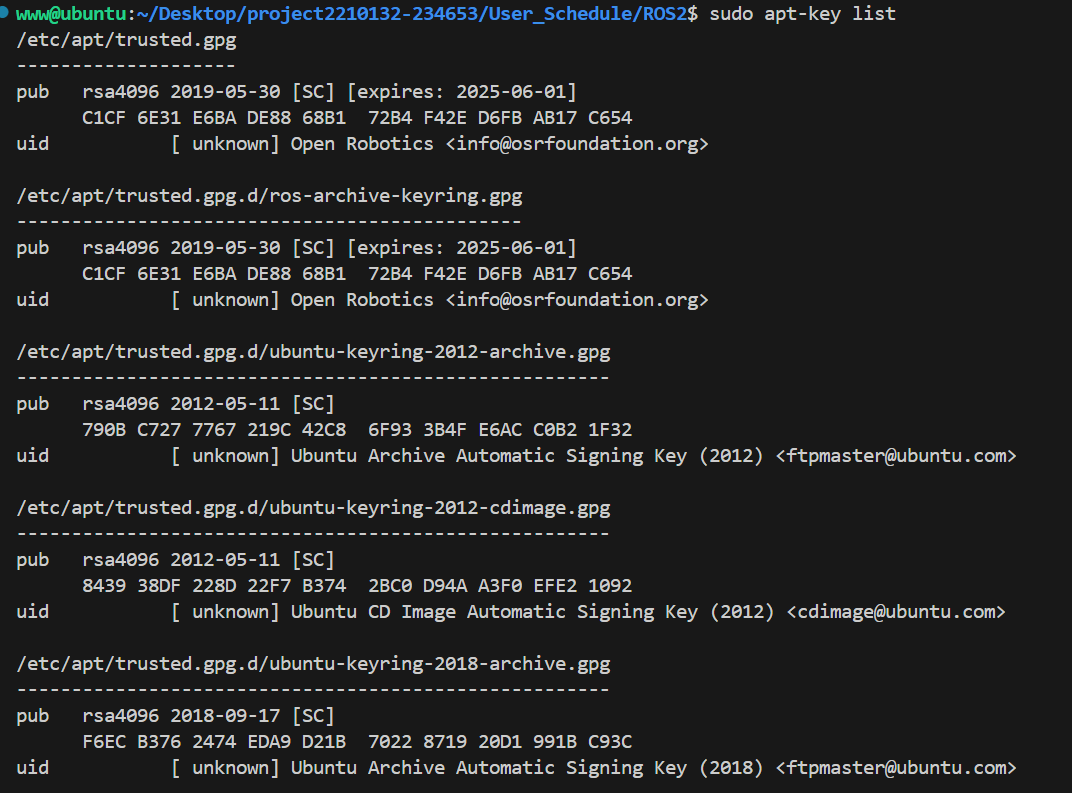 www@ubuntu:~/Desktop/project2210132-234653/User_Schedule/ROS2$ sudo apt-key list
/etc/apt/trusted.gpg
--------------------
pub   rsa4096 2019-05-30 [SC] [expires: 2025-06-01]
      C1CF 6E31 E6BA DE88 68B1  72B4 F42E D6FB AB17 C654
uid           [ unknown] Open Robotics <info@osrfoundation.org>

/etc/apt/trusted.gpg.d/ros-archive-keyring.gpg
----------------------------------------------
pub   rsa4096 2019-05-30 [SC] [expires: 2025-06-01]
      C1CF 6E31 E6BA DE88 68B1  72B4 F42E D6FB AB17 C654
uid           [ unknown] Open Robotics <info@osrfoundation.org>

/etc/apt/trusted.gpg.d/ubuntu-keyring-2012-archive.gpg
------------------------------------------------------
pub   rsa4096 2012-05-11 [SC]
      790B C727 7767 219C 42C8  6F93 3B4F E6AC C0B2 1F32
uid           [ unknown] Ubuntu Archive Automatic Signing Key (2012) <ftpmaster@ubuntu.com>

/etc/apt/trusted.gpg.d/ubuntu-keyring-2012-cdimage.gpg
------------------------------------------------------
pub   rsa4096 2012-05-11 [SC]
      8439 38DF 228D 22F7 B374  2BC0 D94A A3F0 EFE2 1092
uid           [ unknown] Ubuntu CD Image Automatic Signing Key (2012) <cdimage@ubuntu.com>

/etc/apt/trusted.gpg.d/ubuntu-keyring-2018-archive.gpg
------------------------------------------------------
pub   rsa4096 2018-09-17 [SC]
      F6EC B376 2474 EDA9 D21B  7022 8719 20D1 991B C93C
uid           [ unknown] Ubuntu Archive Automatic Signing Key (2018) <ftpmaster@ubuntu.com>